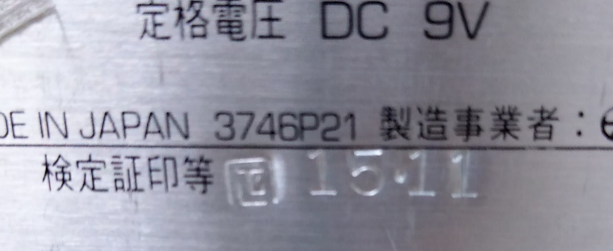 定格電圧 DC 9V
DE IN JAPAN 3746P21 製造事業者：
検定証印等 正 15.11